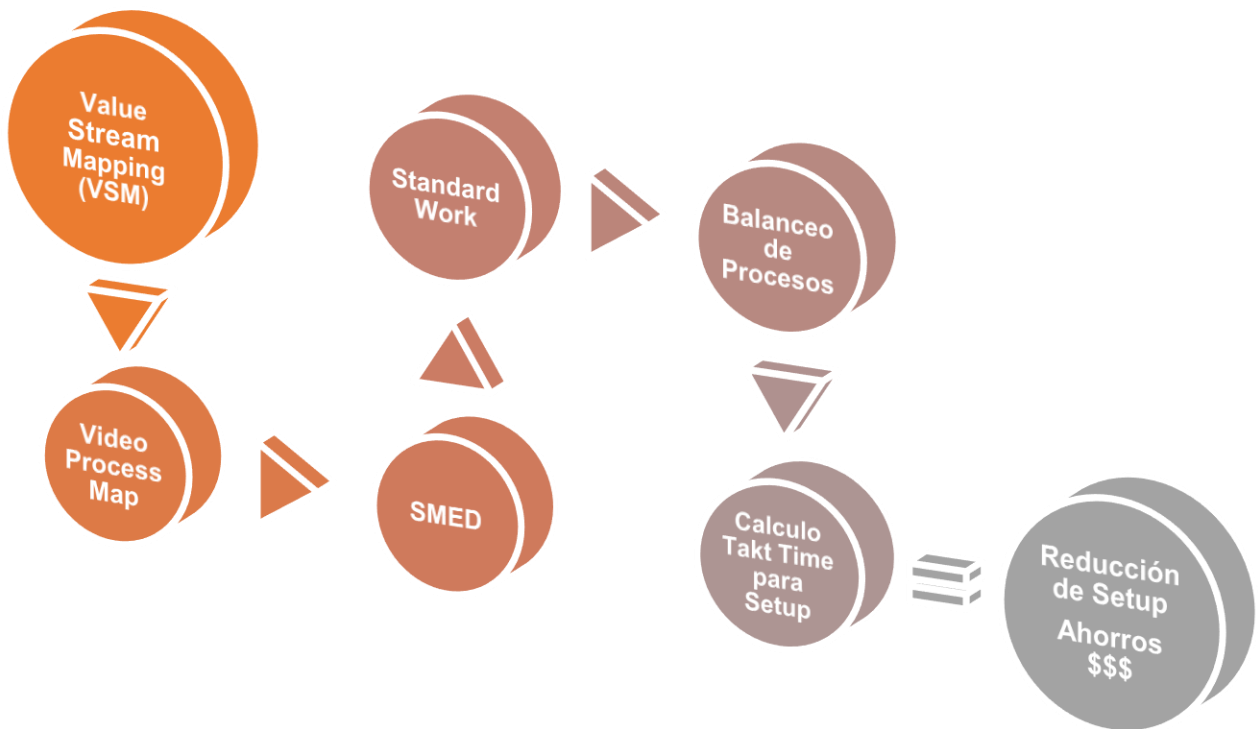 Value
Stream
Mapping
(VSM)
Video
Process
Map
SMED
Standard
Work
Balanceo
de
Procesos
Calculo
Takt Time
para
Setup
Reducción
de Setup
Ahorros
$$$